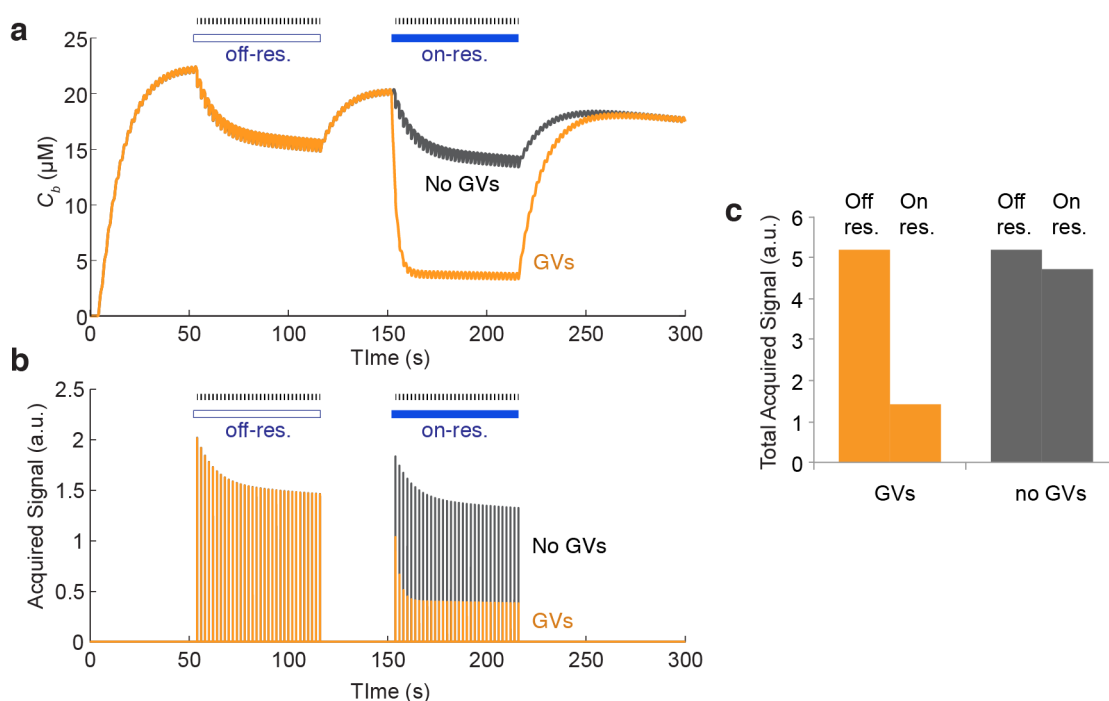 a
off-res.
on-res.
25
20
15
10
5
0
C_b (µM)
No GVs
GVs
0 50 100 150 200 250 300
TIme (s)
b
off-res.
on-res.
2.5
2
1.5
1
0.5
0
Acquired Signal (a.u.)
No GVs
GVs
0 50 100 150 200 250 300
TIme (s)
c
Off On Off On
res. res. res. res.
6
5
4
3
2
1
0
Total Acquired Signal (a.u.)
GVs no GVs